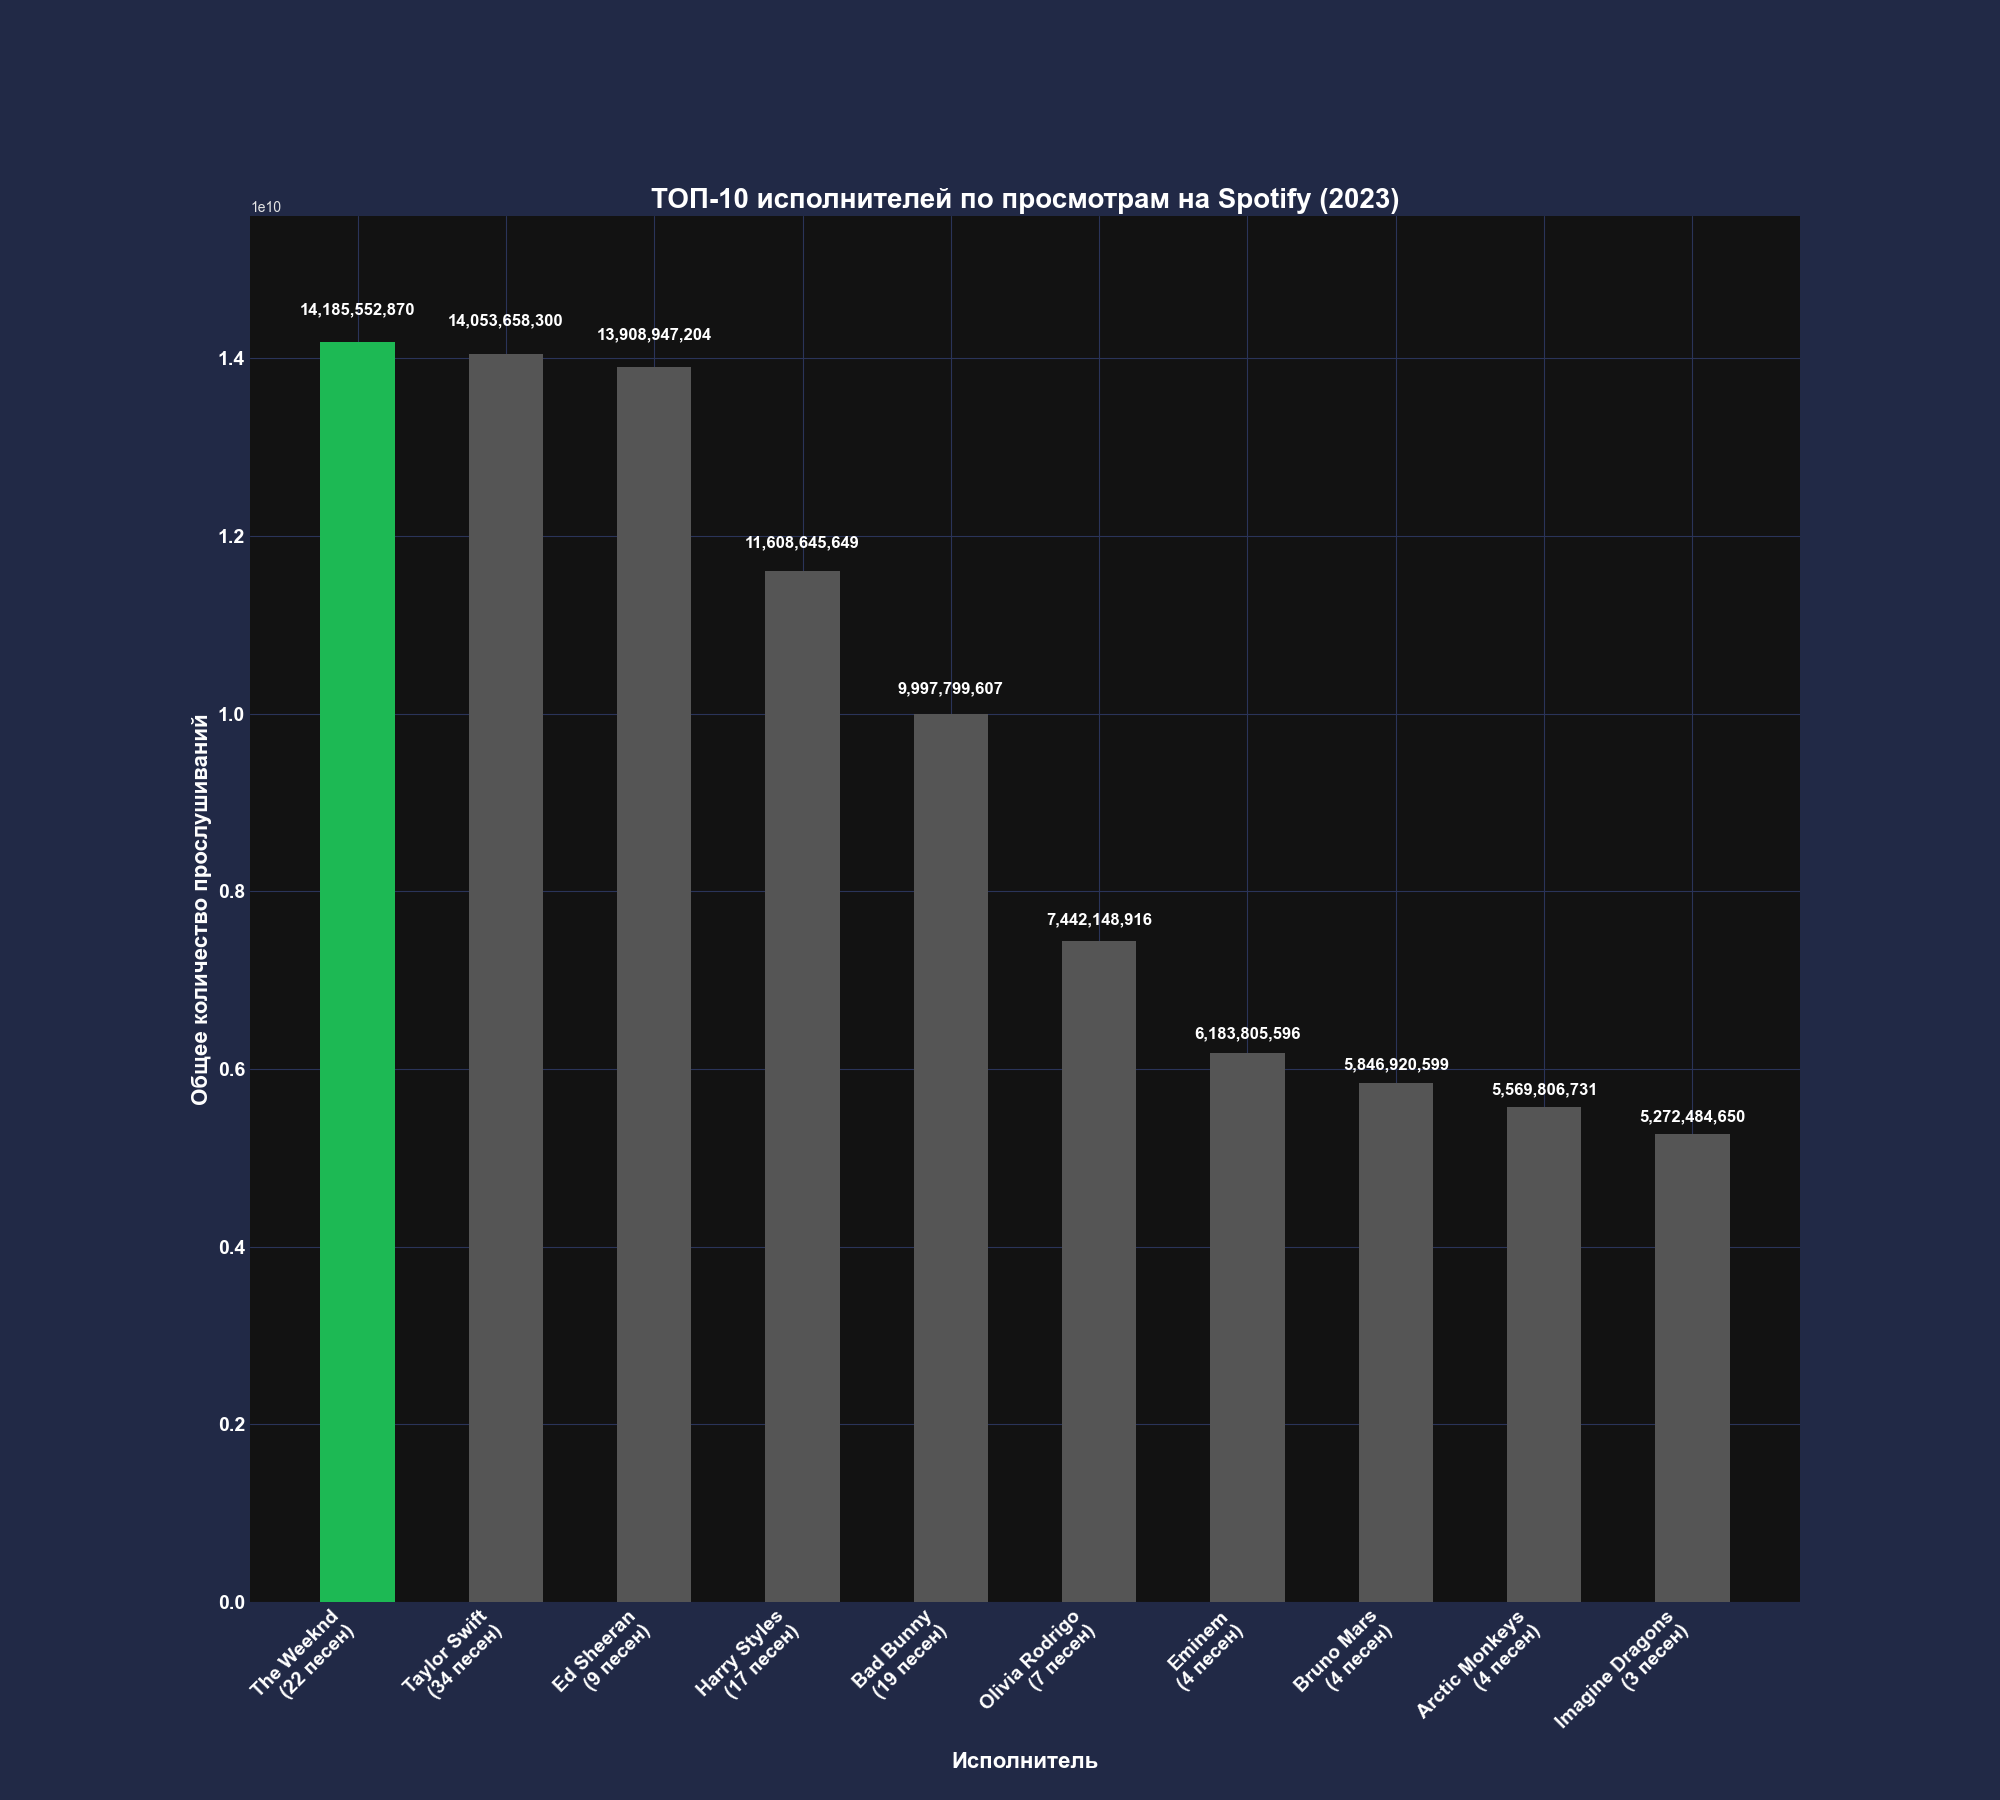 ТОП-10 исполнителей по просмотрам на Spotify (2023)
1e10
14,185,552,870
14,053,658,300
13,908,947,204
11,608,645,649
9,997,799,607
7,442,148,916
6,183,805,596
5,846,920,599
5,569,806,731
5,272,484,650
1.4
1.2
1.0
0.8
0.6
0.4
0.2
0.0
Общее количество прослушиваний
The Weeknd
(22 песен)
Taylor Swift
(34 песен)
Ed Sheeran
(9 песен)
Harry Styles
(17 песен)
Bad Bunny
(19 песен)
Olivia Rodrigo
(7 песен)
Eminem
(4 песен)
Bruno Mars
(4 песен)
Arctic Monkeys
(4 песен)
Imagine Dragons
(3 песен)
Исполнитель